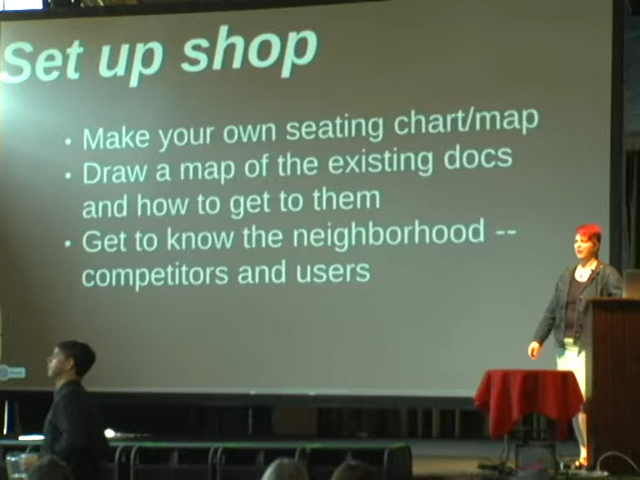 Set up shop
• Make your own seating chart/map
• Draw a map of the existing docs
and how to get to them
• Get to know the neighborhood --
competitors and users